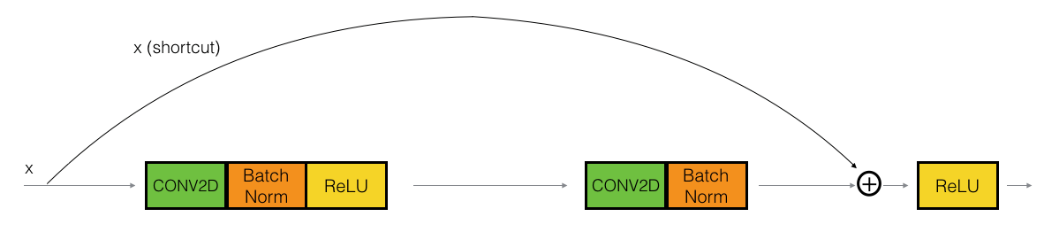 x (shortcut)
x
CONV2D
Batch
Norm
ReLU
CONV2D
Batch
Norm
ReLU